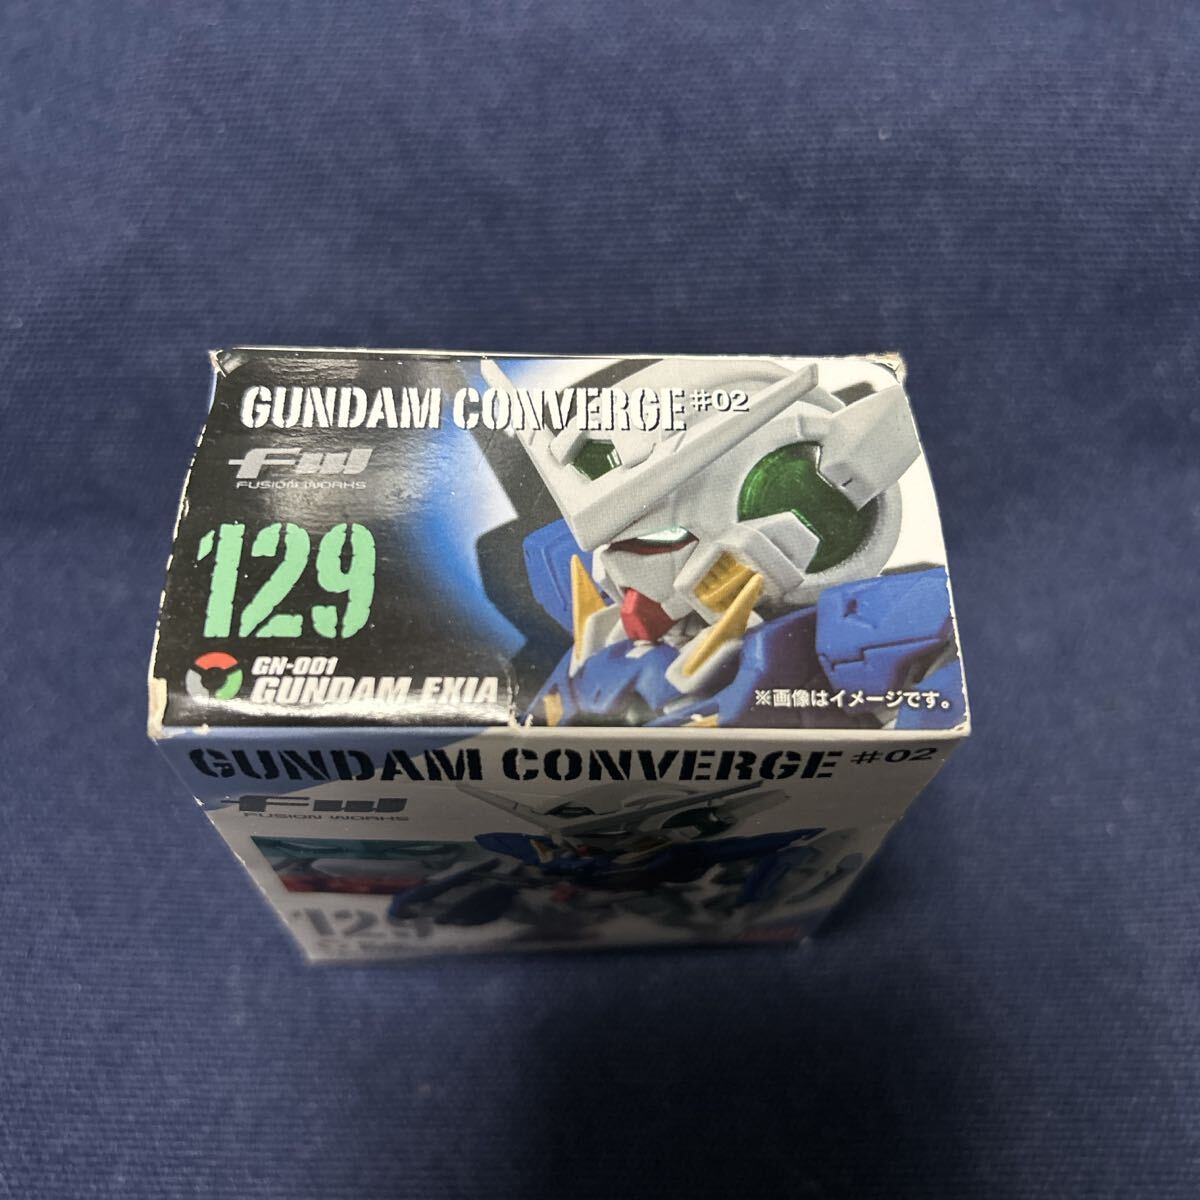 GUNDAM CONVERGE #02
FW
FUSION WORKS
129
GN-001
GUNDAM EXIA
※画像はイメージです。
GUNDAM CONVERGE #02
FW
FUSION WORKS
129